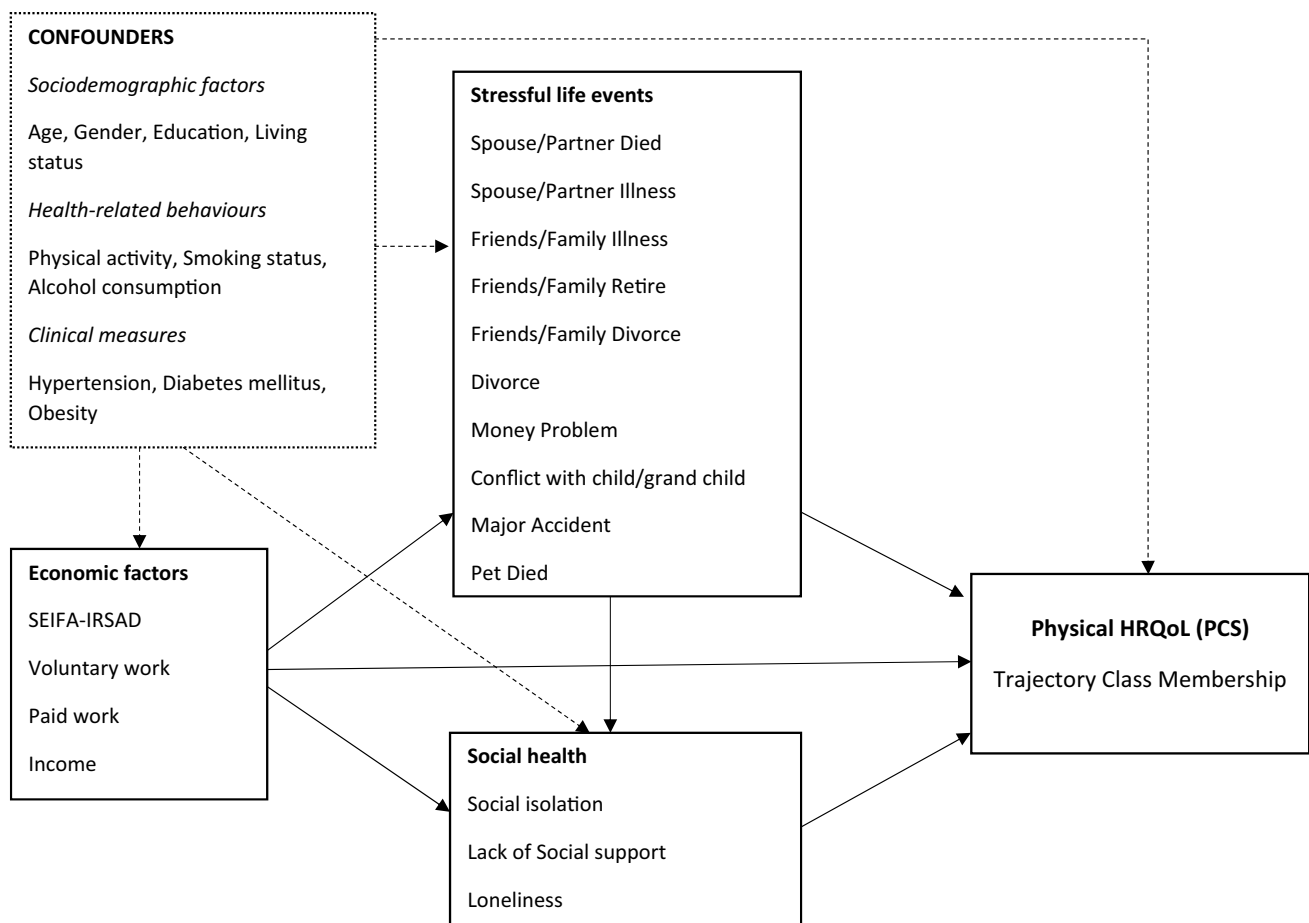 CONFOUNDERS
Sociodemographic factors
Age, Gender, Education, Living
status
Health-related behaviours
Physical activity, Smoking status,
Alcohol consumption
Clinical measures
Hypertension, Diabetes mellitus,
Obesity
Stressful life events
Spouse/Partner Died
Spouse/Partner Illness
Friends/Family Illness
Friends/Family Retire
Friends/Family Divorce
Divorce
Money Problem
Conflict with child/grand child
Major Accident
Pet Died
Economic factors
SEIFA-IRSAD
Voluntary work
Paid work
Income
Social health
Social isolation
Lack of Social support
Loneliness
Physical HRQoL (PCS)
Trajectory Class Membership